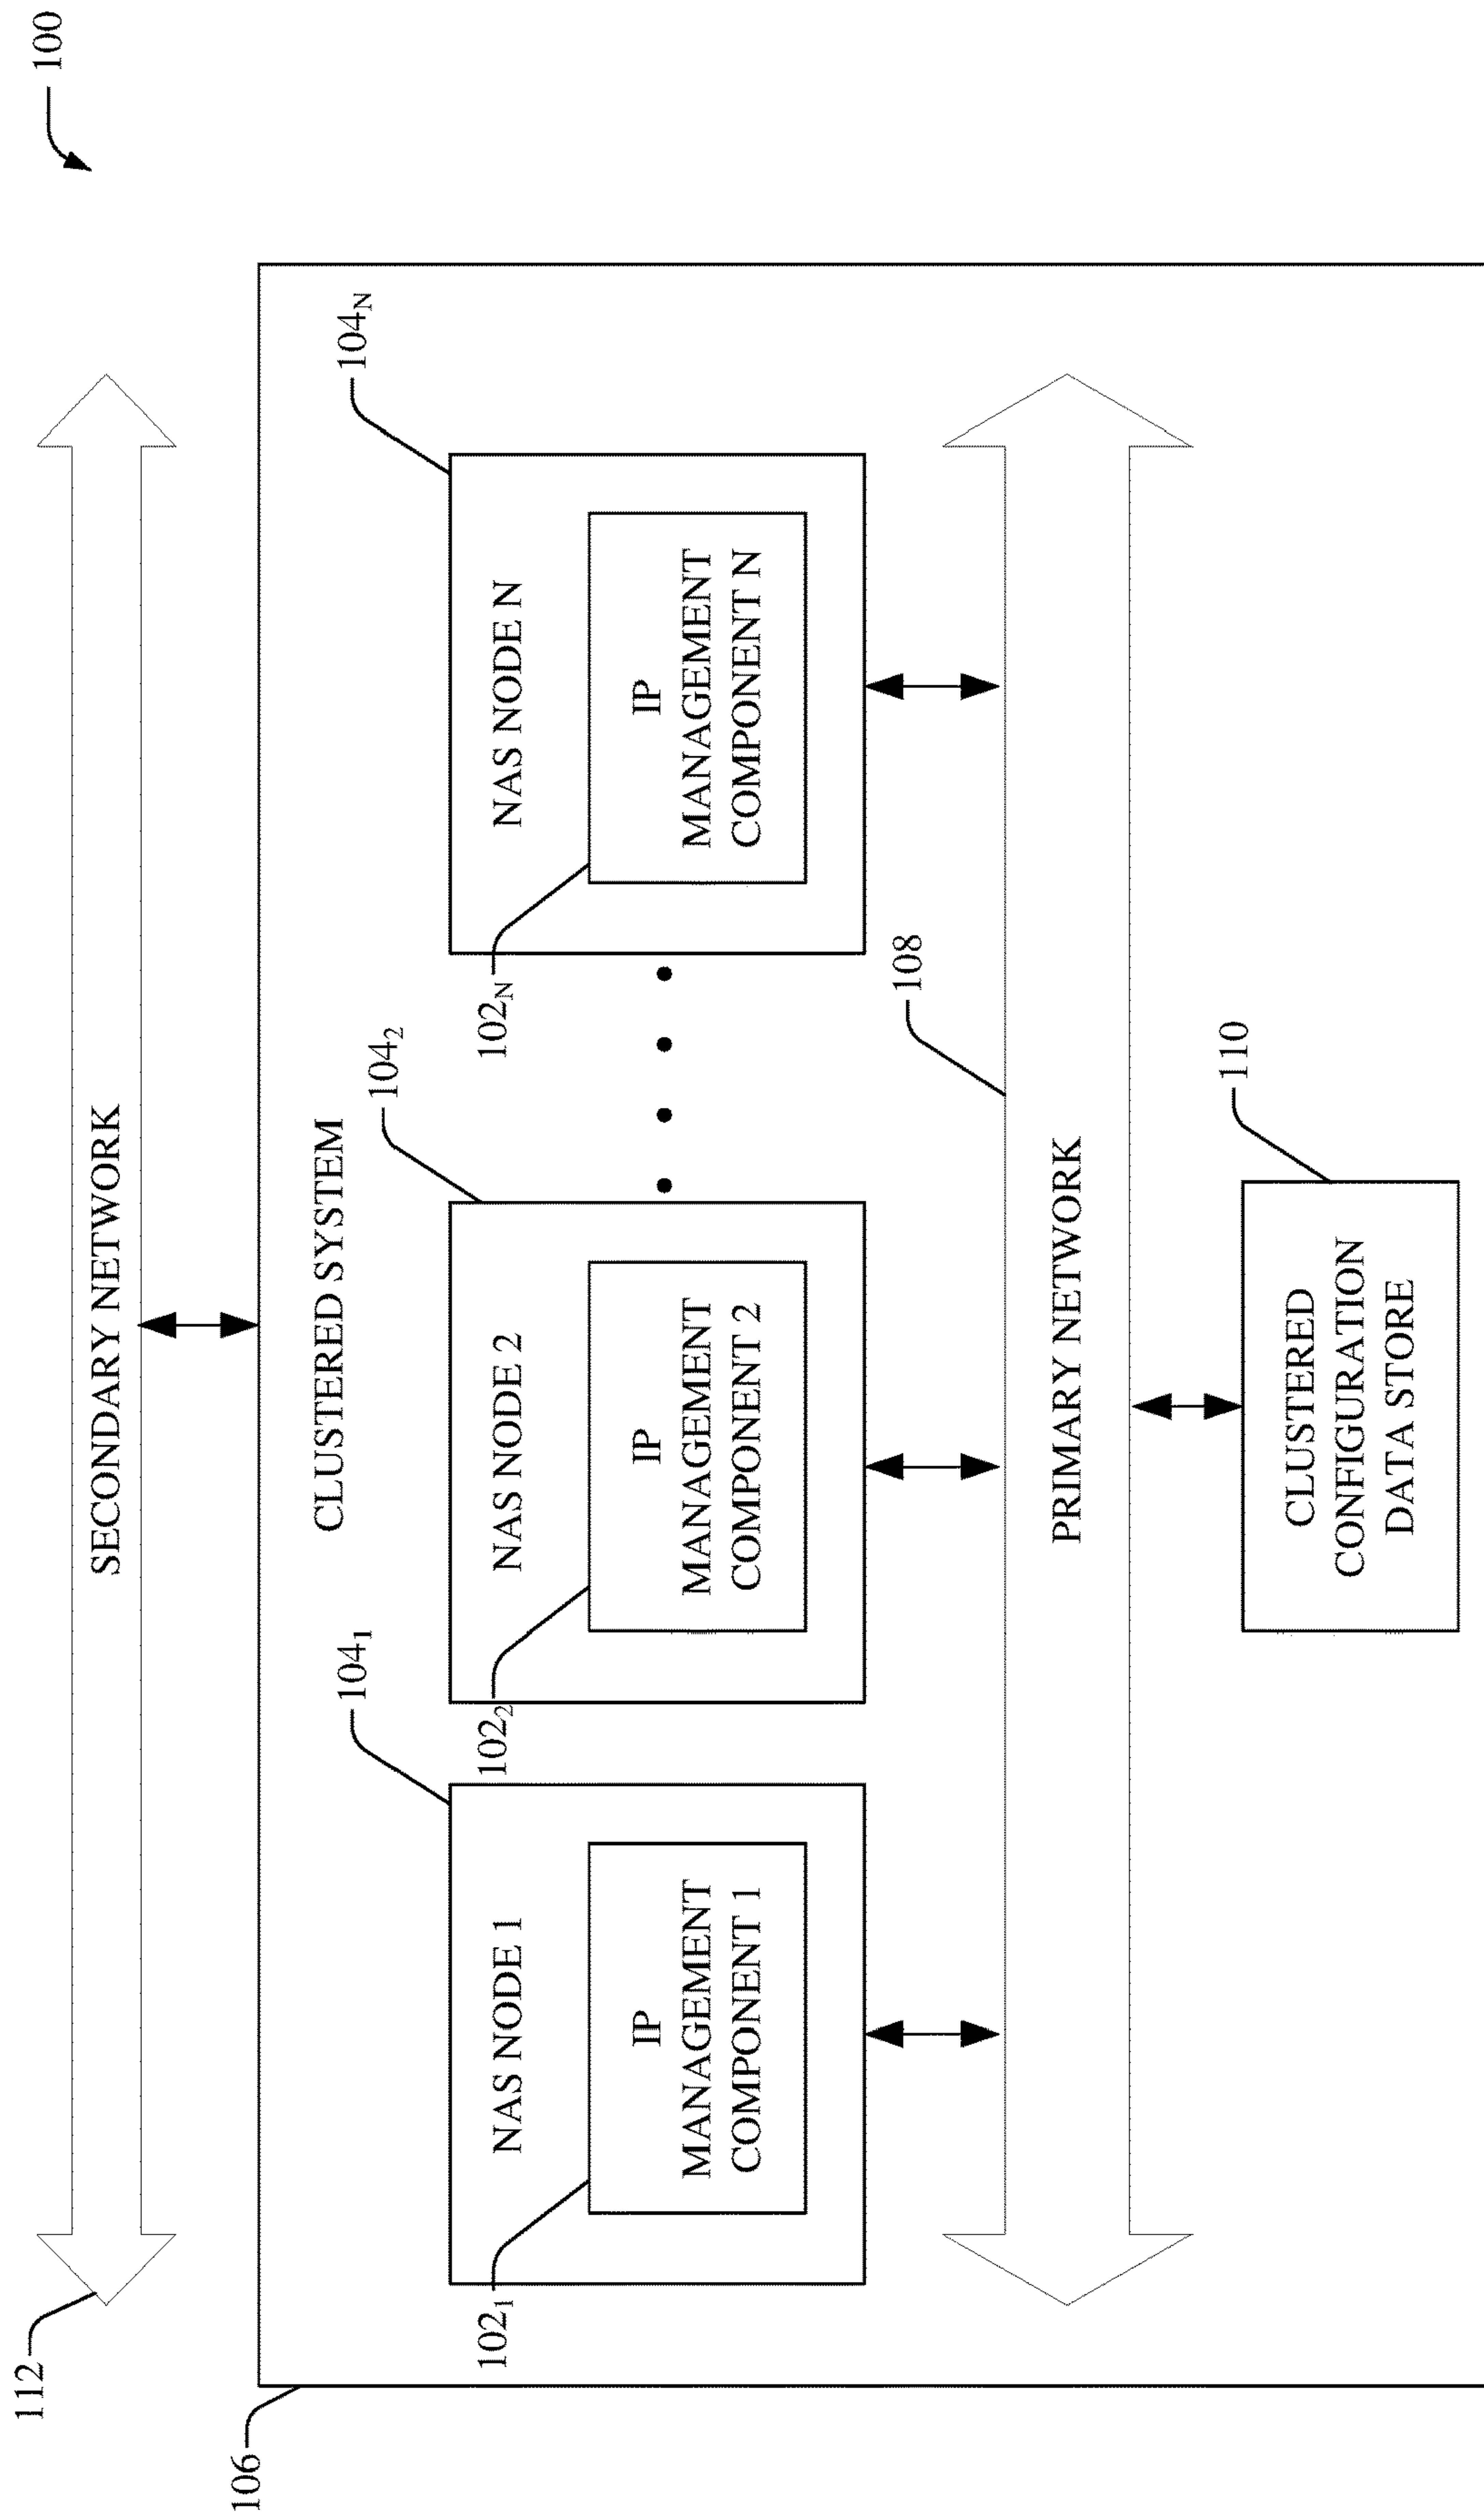 100
112
SECONDARY NETWORK
106
CLUSTERED SYSTEM
104₁
104₂
104N
NAS NODE 1
NAS NODE 2
NAS NODE N
102₁
102₂
102N
IP
MANAGEMENT
COMPONENT 1
IP
MANAGEMENT
COMPONENT 2
IP
MANAGEMENT
COMPONENT N
108
PRIMARY NETWORK
110
CLUSTERED
CONFIGURATION
DATA STORE